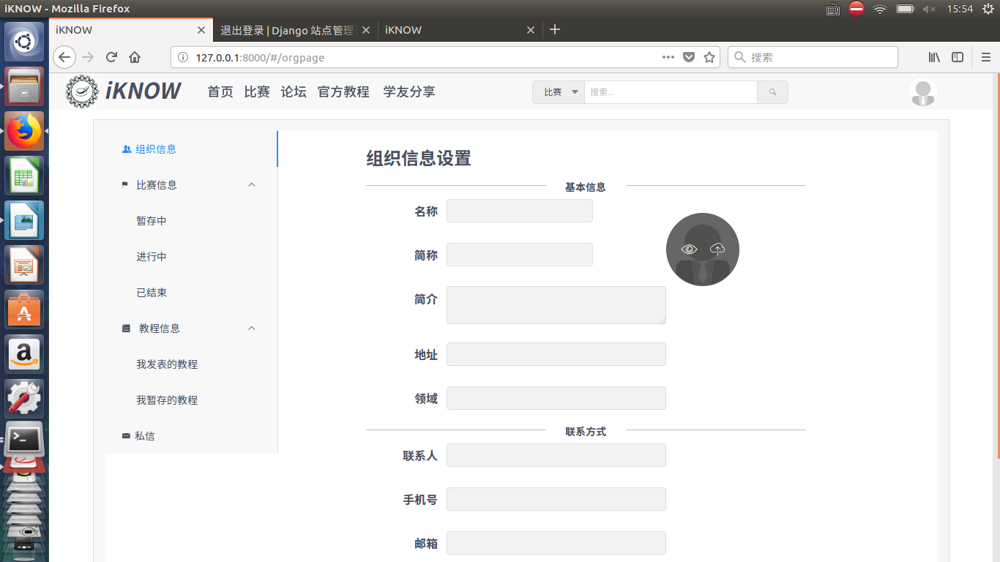 iKNOW - Mozilla Firefox
15:54
iKNOW
退出登录 | Django 站点管理
iKNOW
127.0.0.1:8000/#/orgpage
搜索
iKNOW
首页 比赛 论坛 官方教程 学友分享
比赛
搜索...
组织信息
比赛信息
暂存中
进行中
已结束
教程信息
我发表的教程
我暂存的教程
私信
组织信息设置
基本信息
名称
简称
简介
地址
领域
联系方式
联系人
手机号
邮箱